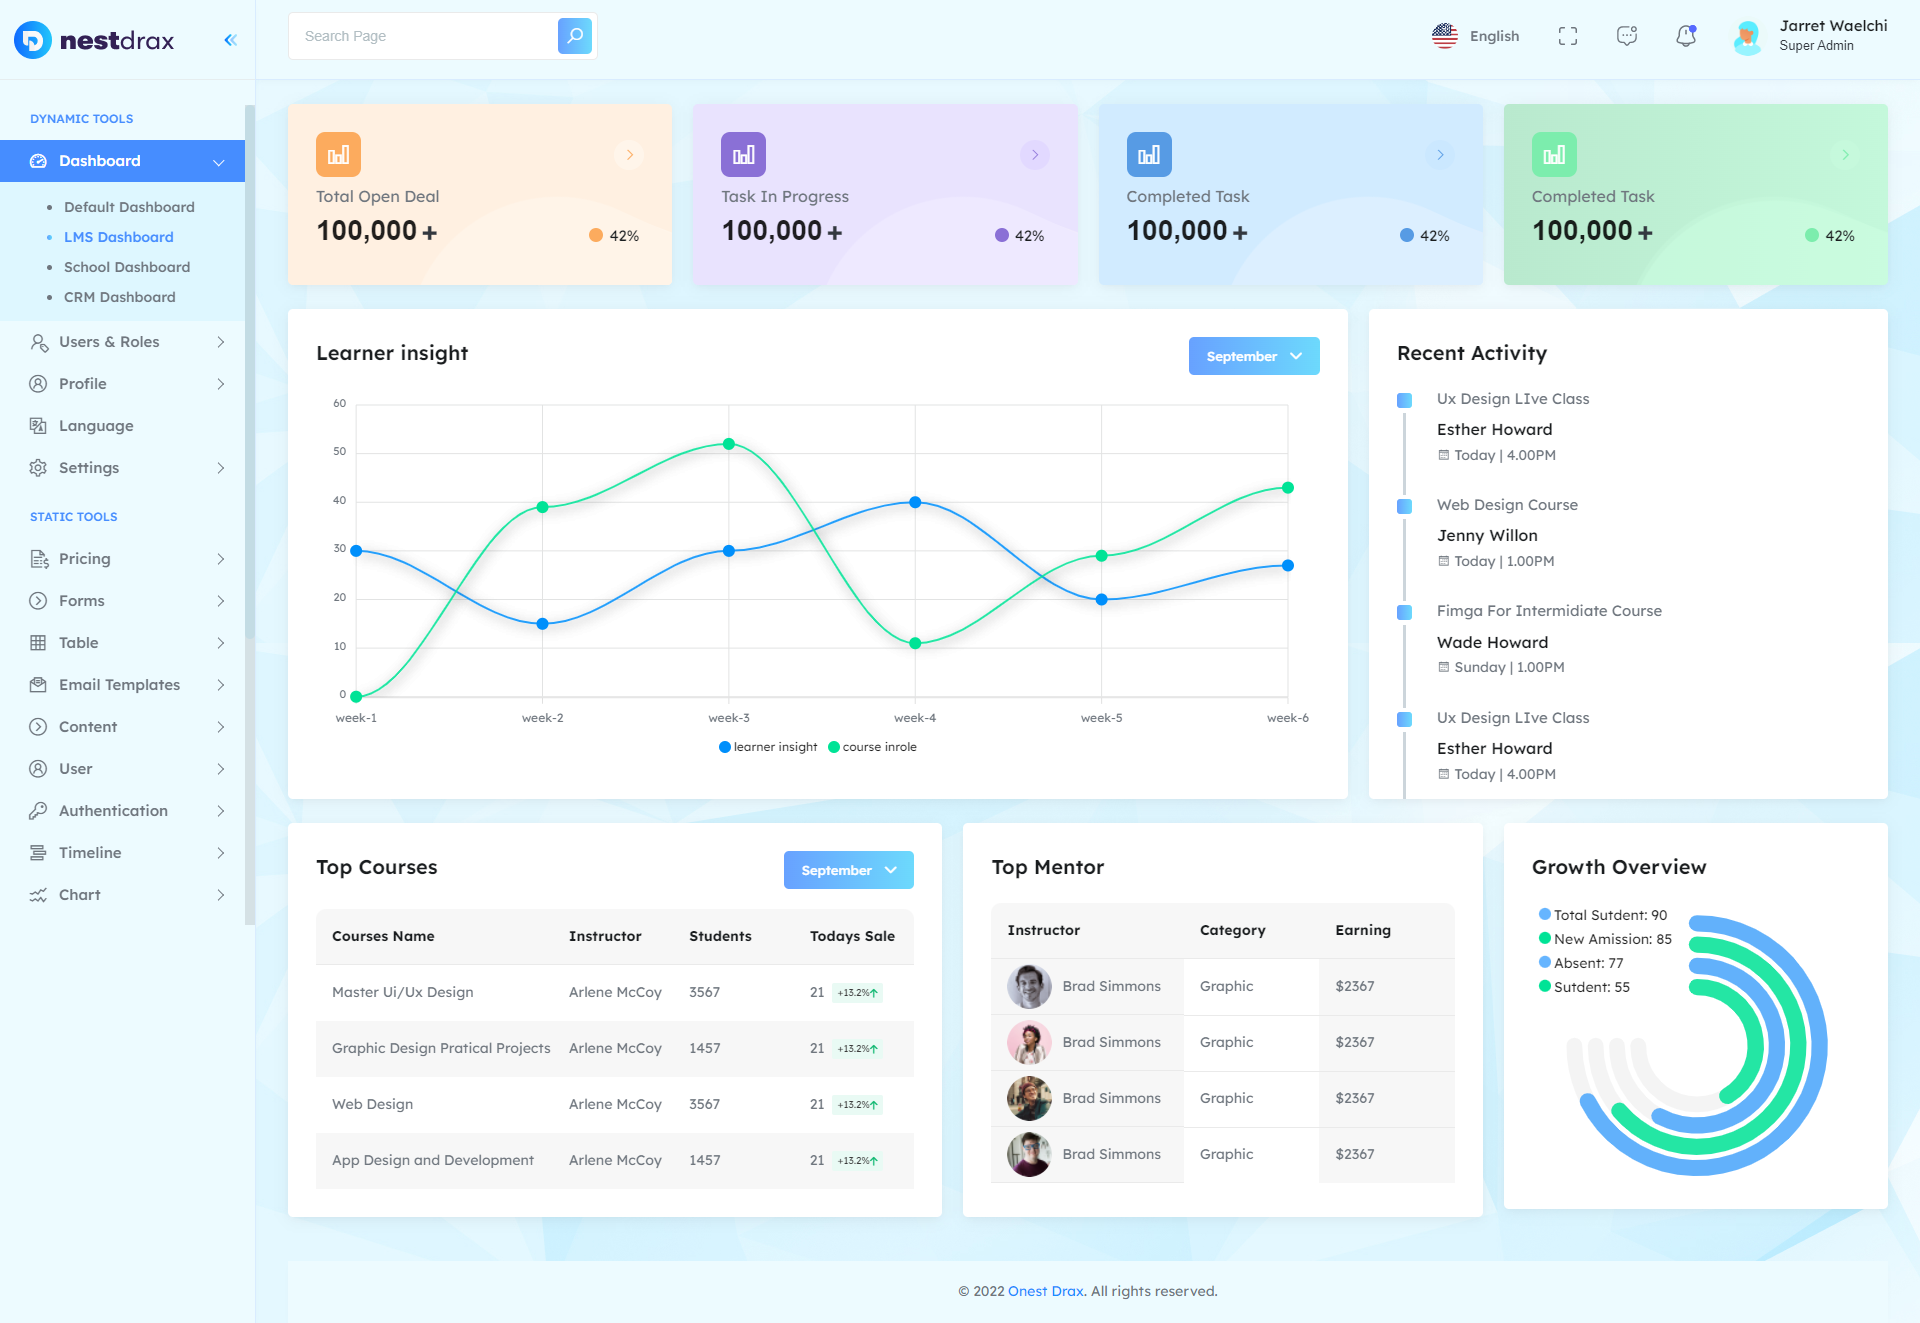 nestdrax
Search Page
English
Jarret Waelchi
Super Admin
DYNAMIC TOOLS
Dashboard
Default Dashboard
LMS Dashboard
School Dashboard
CRM Dashboard
Users & Roles
Profile
Language
Settings
STATIC TOOLS
Pricing
Forms
Table
Email Templates
Content
User
Authentication
Timeline
Chart
Total Open Deal
100,000 +
42%
Task In Progress
100,000 +
42%
Completed Task
100,000 +
42%
Completed Task
100,000 +
42%
Learner insight
September
60
50
40
30
20
10
0
week-1 week-2 week-3 week-4 week-5 week-6
learner insight course inrole
Recent Activity
Ux Design LIve Class
Esther Howard
Today | 4.00PM
Web Design Course
Jenny Willon
Today | 1.00PM
Fimga For Intermidiate Course
Wade Howard
Sunday | 1.00PM
Ux Design LIve Class
Esther Howard
Today | 4.00PM
Top Courses
September
Courses Name Instructor Students Todays Sale
Master Ui/Ux Design Arlene McCoy 3567 21 +13.2%
Graphic Design Pratical Projects Arlene McCoy 1457 21 +13.2%
Web Design Arlene McCoy 3567 21 +13.2%
App Design and Development Arlene McCoy 1457 21 +13.2%
Top Mentor
Instructor Category Earning
Brad Simmons Graphic $2367
Brad Simmons Graphic $2367
Brad Simmons Graphic $2367
Brad Simmons Graphic $2367
Growth Overview
Total Sutdent: 90
New Amission: 85
Absent: 77
Sutdent: 55
© 2022 Onest Drax. All rights reserved.